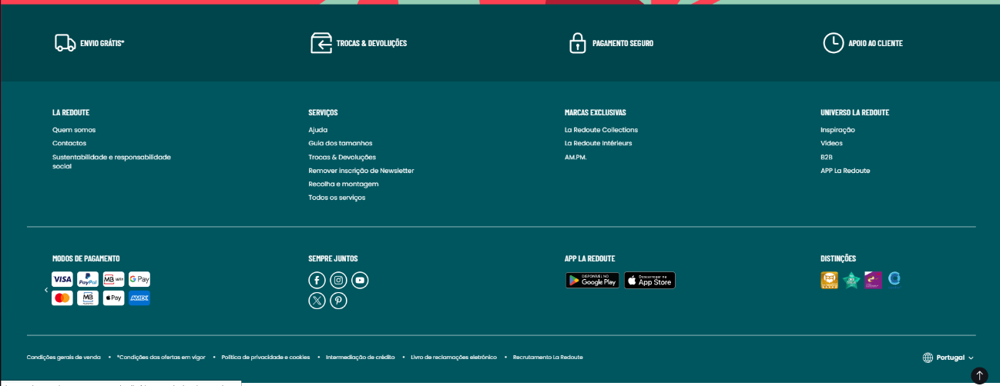 ENVIO GRÁTIS*
TROCAS & DEVOLUÇÕES
PAGAMENTO SEGURO
APOIO AO CLIENTE
LA REDOUTE
Quem somos
Contactos
Sustentabilidade e responsabilidade
social
SERVIÇOS
Ajuda
Guia dos tamanhos
Trocas & Devoluções
Remover inscrição de Newsletter
Recolha e montagem
Todos os serviços
MARCAS EXCLUSIVAS
La Redoute Collections
La Redoute Intérieurs
AM.PM.
UNIVERSO LA REDOUTE
Inspiração
Videos
B2B
APP La Redoute
MODOS DE PAGAMENTO
VISA PayPal MB WAY G Pay
MB Pay AMEX
SEMPRE JUNTOS
APP LA REDOUTE
DISPONÍVEL NO
Google Play
Descarregar na
App Store
DISTINÇÕES
Condições gerais de venda • *Condições das ofertas em vigor • Política de privacidade e cookies • Intermediação de crédito • Livro de reclamações eletrónico • Recrutamento La Redoute
Portugal